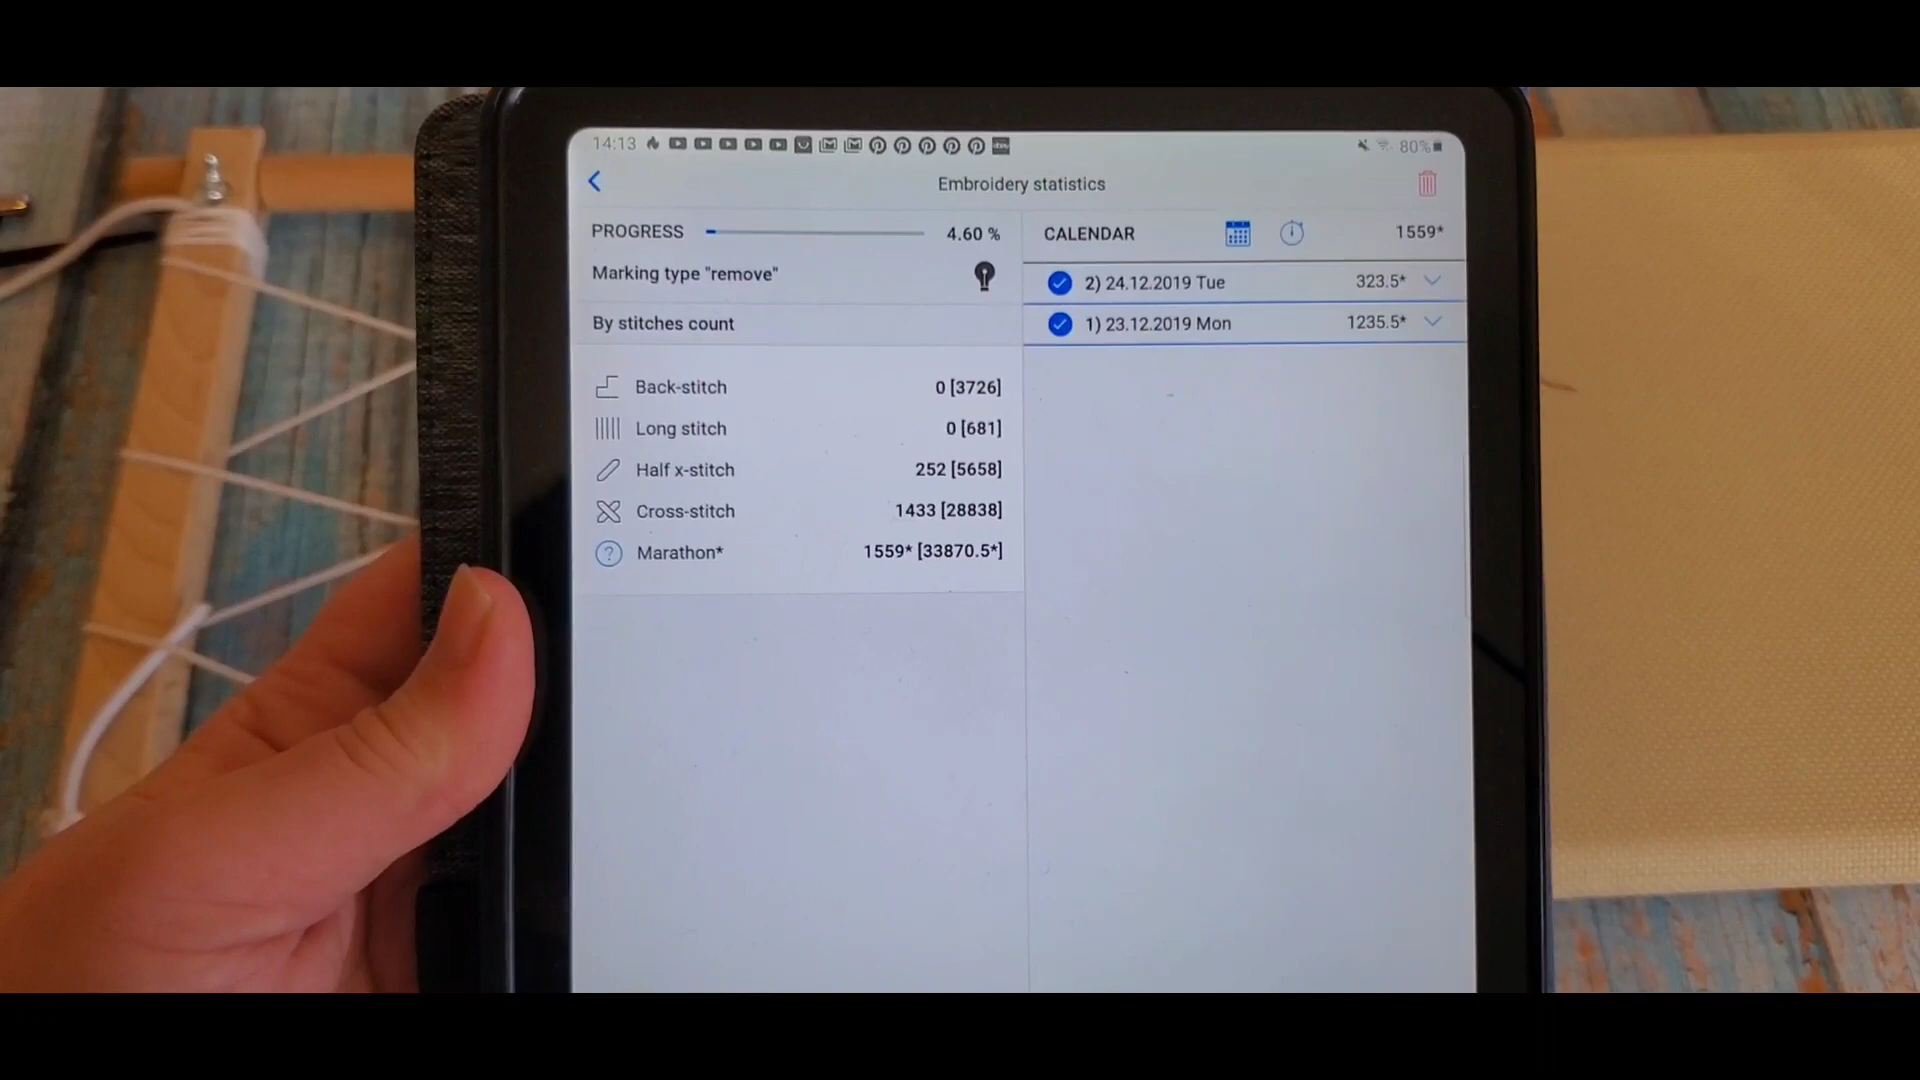 14:13 80%
Embroidery statistics
PROGRESS 4.60 %
Marking type "remove"
By stitches count
Back-stitch 0 [3726]
Long stitch 0 [681]
Half x-stitch 252 [5658]
Cross-stitch 1433 [28838]
Marathon* 1559* [33870.5*]
CALENDAR 1559*
2) 24.12.2019 Tue 323.5*
1) 23.12.2019 Mon 1235.5*